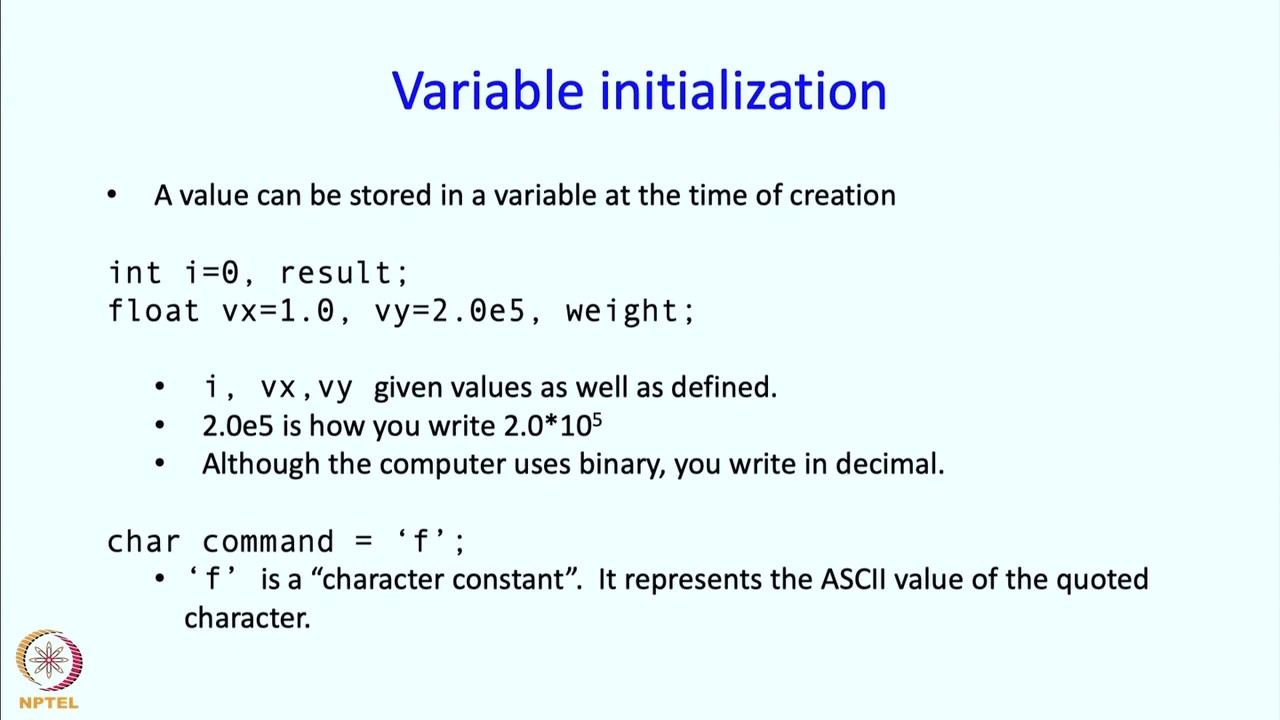 Variable initialization
• A value can be stored in a variable at the time of creation
int i=0, result;
float vx=1.0, vy=2.0e5, weight;
• i, vx,vy given values as well as defined.
• 2.0e5 is how you write 2.0*10⁵
• Although the computer uses binary, you write in decimal.
char command = ‘f’;
• ‘f’ is a “character constant”. It represents the ASCII value of the quoted
character.
NPTEL